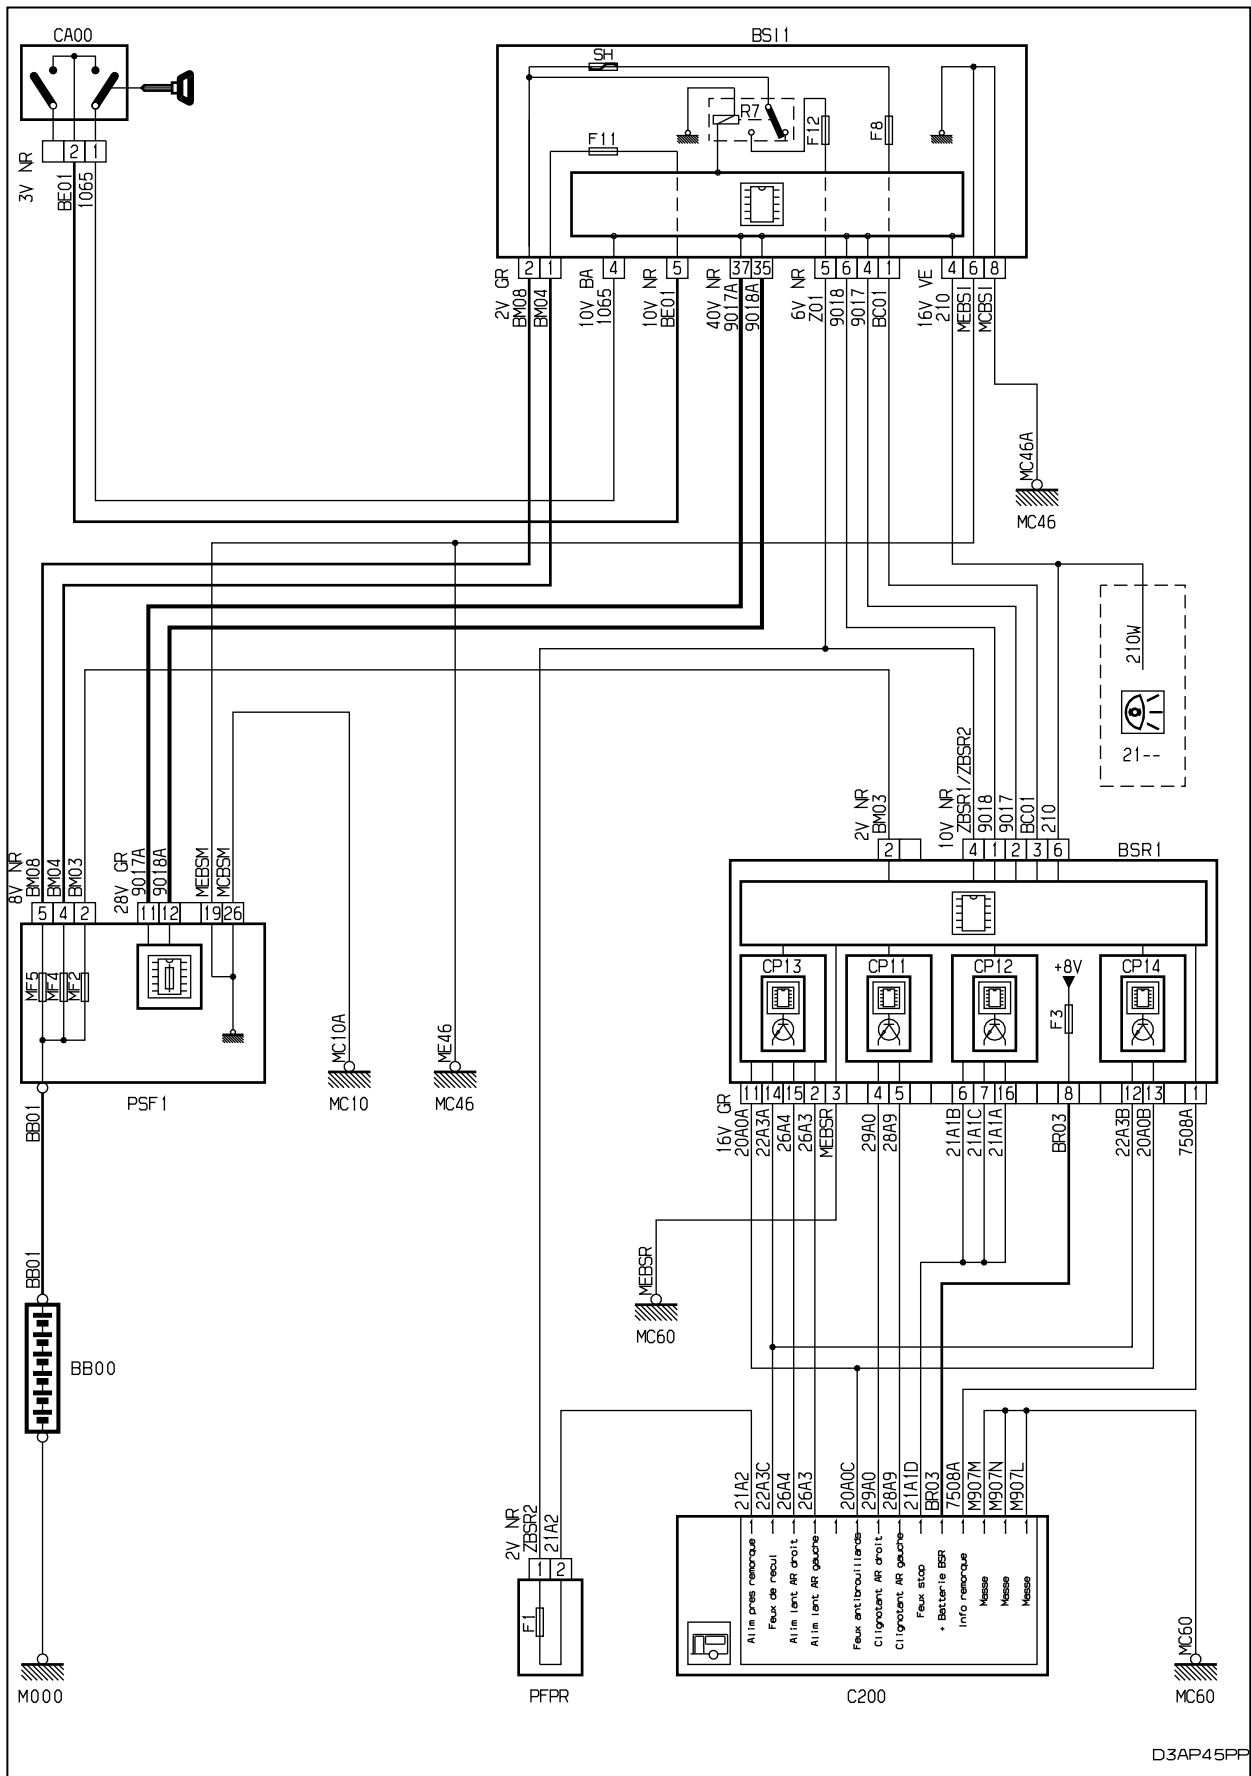 CA00
BSI1
SH
R7
F12
F8
F11
2 1
3V NR
BE01
1065
2 1 4 5 37 35 5 6 4 1 4 6 8
2V GR
BM08
BM04
10V BA
1065
10V NR
BE01
40V NR
9017A
9018A
6V NR
Z01
9018
9017
BC01
16V VE
210
MEBSI
MCBSI
MC46A
MC46
210W
21--
2V NR
BM03
10V NR
ZBSR1/ZBSR2
9018
9017
BC01
210
2 4 1 2 3 6
BSR1
8V NR
BM08
BM04
BM03
28V GR
9017A
9018A
MEBSM
MCBSM
5 4 2 11 12 19 26
MF5
MF4
MF2
PSF1
MC10A
MC10
ME46
MC46
CP13
CP11
CP12
+8V
F3
CP14
11 14 15 2 3 4 5 6 7 16 8 12 13 1
16V GR
20A0A
22A3A
26A4
26A3
MEBSR
29A0
28A9
21A1B
21A1C
21A1A
BR03
22A3B
20A0B
7508A
BB01
BB01
BB00
M000
MEBSR
MC60
2V NR
ZBSR2
21A2
1 2
F1
PFPR
21A2
22A3C
26A4
26A3
20A0C
29A0
28A9
21A1D
BR03
7508A
M907M
M907N
M907L
Alim pres remorque
Feux de recul
Alim lant AR droit
Alim lant AR gauche
Feux antibrouillards
Clignotant AR droit
Clignotant AR gauche
Feux stop
+ Batterie BSR
Info remorque
Masse
Masse
Masse
C200
MC60
MC60
D3AP45PP